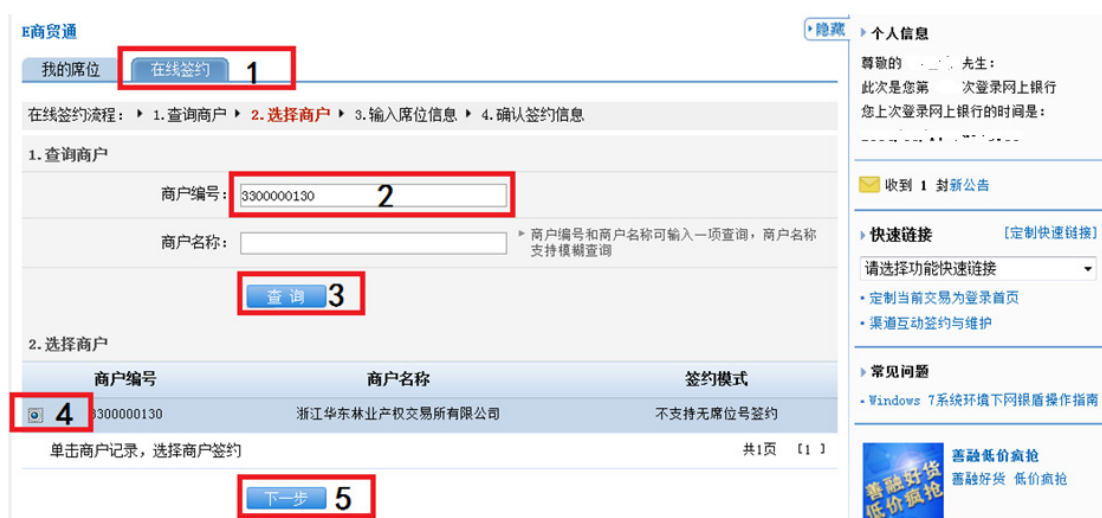 E商贸通
隐藏
我的席位
在线签约
1
在线签约流程： 1.查询商户 2.选择商户 3.输入席位信息 4.确认签约信息
1.查询商户
商户编号： 3300000130
2
商户名称：
商户编号和商户名称可输入一项查询，商户名称
支持模糊查询
查 询
3
2.选择商户
商户编号 商户名称 签约模式
4
3300000130 浙江华东林业产权交易所有限公司 不支持无席位号签约
单击商户记录，选择商户签约 共1页 [1 ]
下一步
5
个人信息
尊敬的 先生：
此次是您第 次登录网上银行
您上次登录网上银行的时间是：
收到 1 封新公告
快速链接 [定制快速链接]
请选择功能快速链接
定制当前交易为登录首页
渠道互动签约与维护
常见问题
Windows 7系统环境下网银盾操作指南
善融好货
低价疯抢
善融低价疯抢
善融好货 低价疯抢